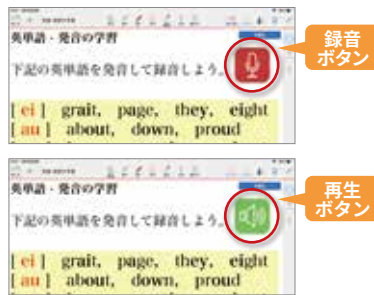 英単語・発音の学習
録音
ボタン
下記の英単語を発音して録音しよう。
[ ei ] grait, page, they, eight
[ au ] about, down, proud
英単語・発音の学習
再生
ボタン
下記の英単語を発音して録音しよう。
[ ei ] grait, page, they, eight
[ au ] about, down, proud